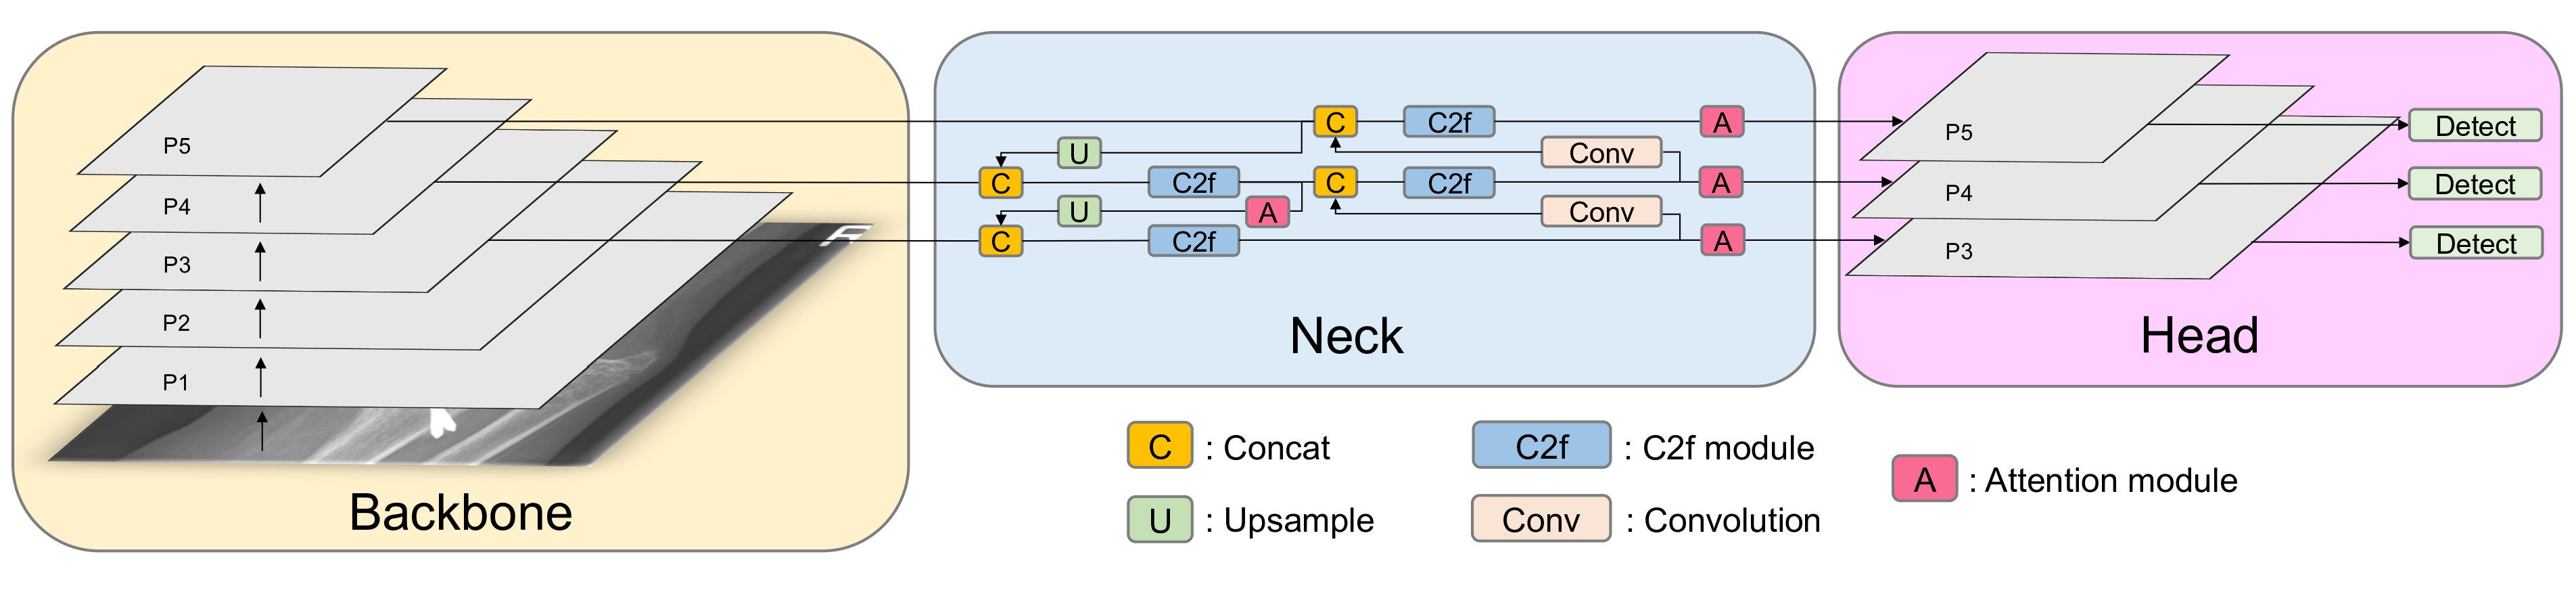 P5
P4
P3
P2
P1
R
Backbone
C C2f A
U Conv
C C2f C C2f A
U A Conv
C C2f A
Neck
P5
P4
P3
Detect
Detect
Detect
Head
C : Concat
C2f : C2f module
A : Attention module
U : Upsample
Conv : Convolution